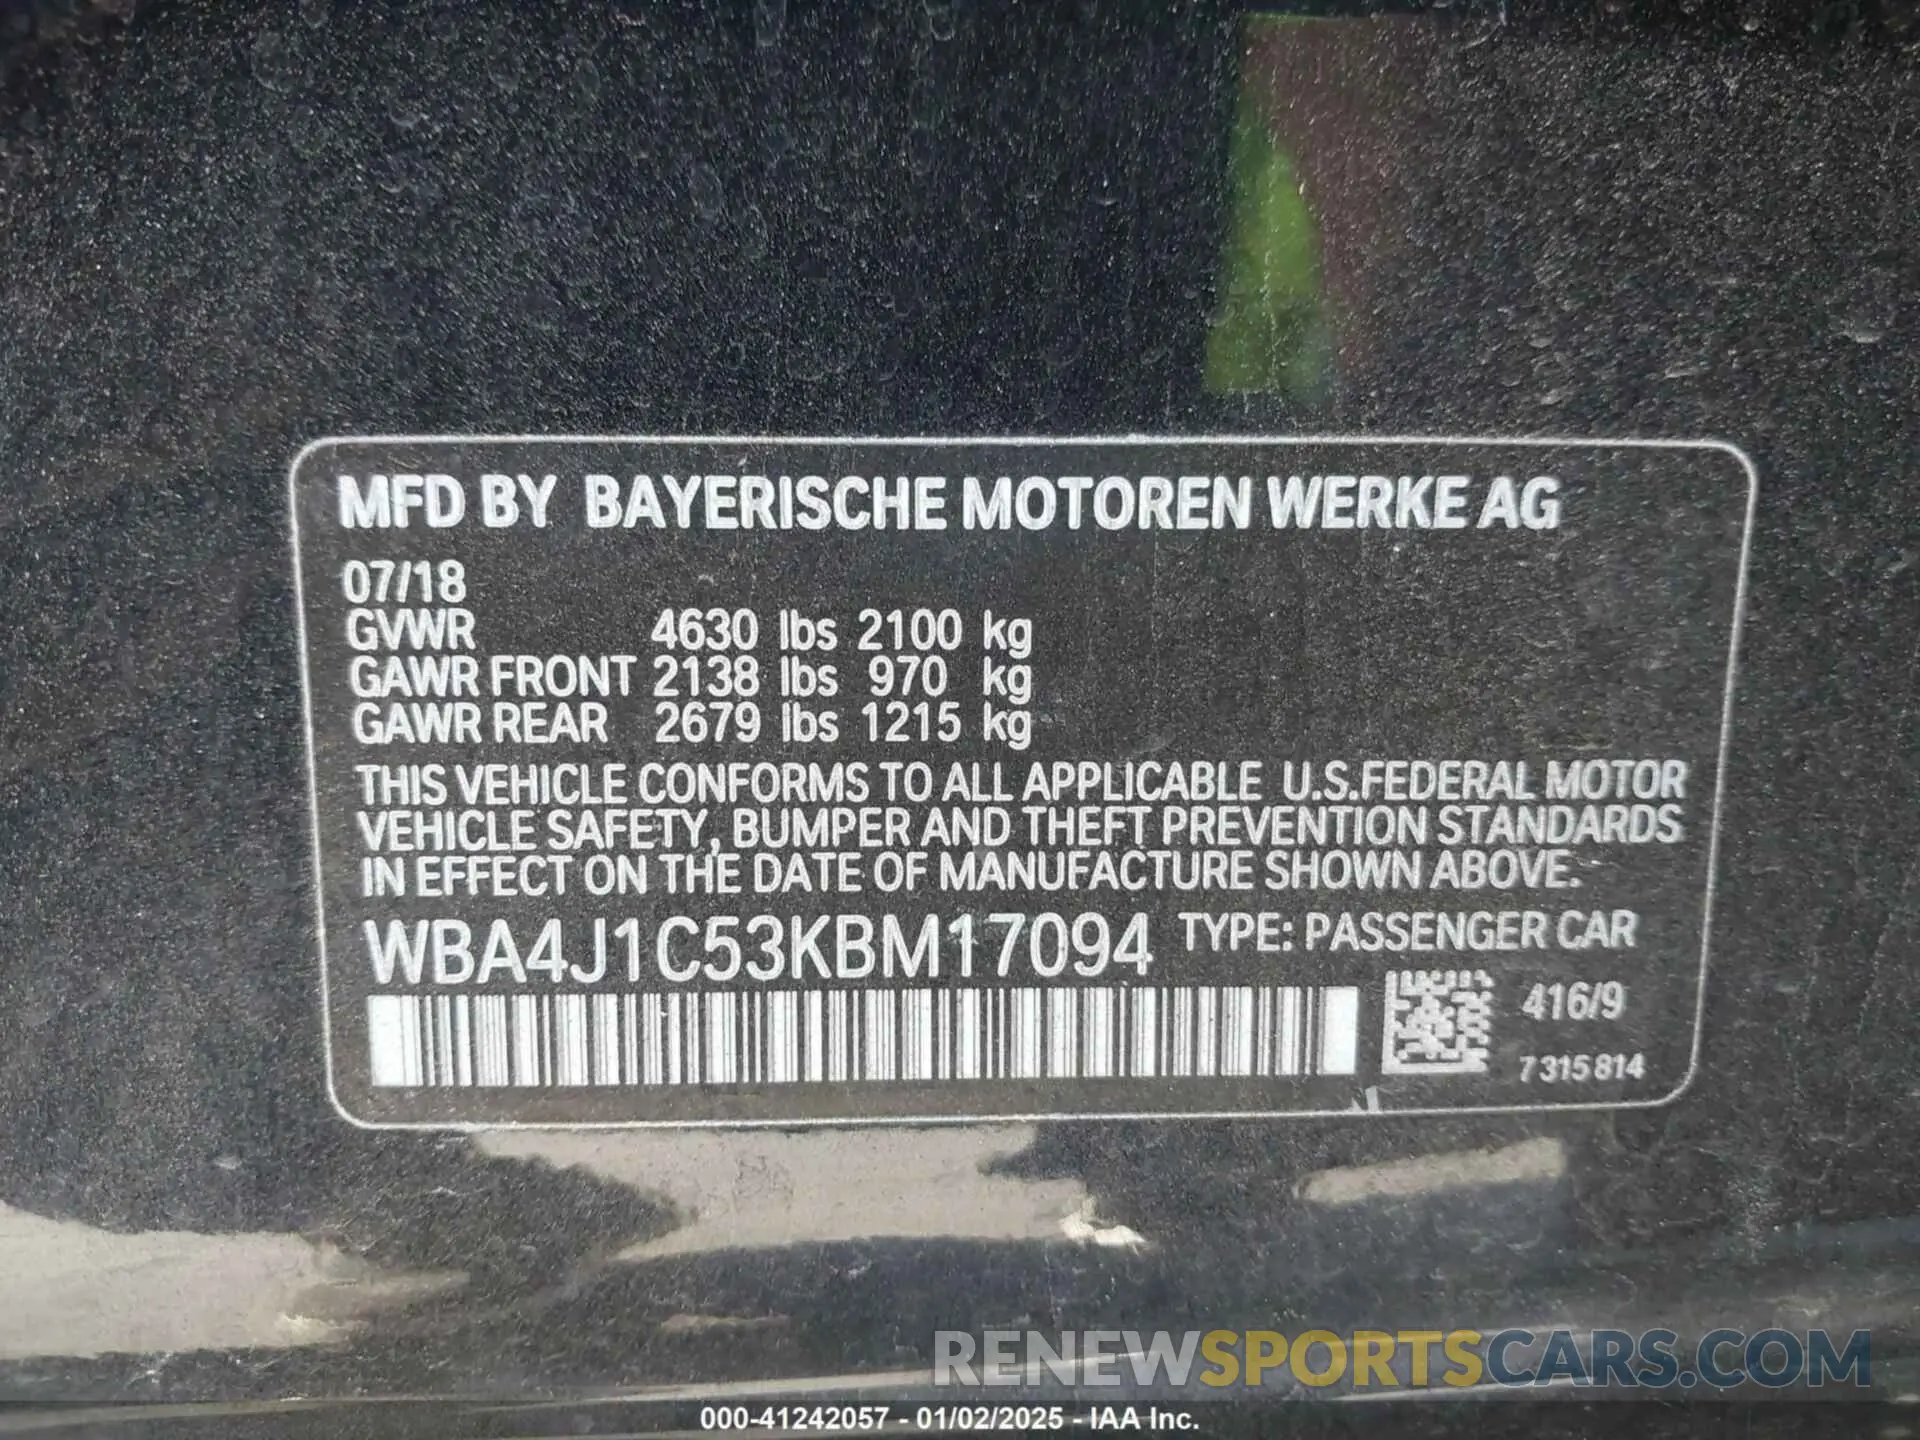 MFD BY BAYERISCHE MOTOREN WERKE AG
07/18
GVWR 4630 lbs 2100 kg
GAWR FRONT 2138 lbs 970 kg
GAWR REAR 2679 lbs 1215 kg
THIS VEHICLE CONFORMS TO ALL APPLICABLE U.S.FEDERAL MOTOR
VEHICLE SAFETY, BUMPER AND THEFT PREVENTION STANDARDS
IN EFFECT ON THE DATE OF MANUFACTURE SHOWN ABOVE.
WBA4J1C53KBM17094 TYPE: PASSENGER CAR
416/9
7315814
RENEWSPORTSCARS.COM
000-41242057 - 01/02/2025 - IAA Inc.